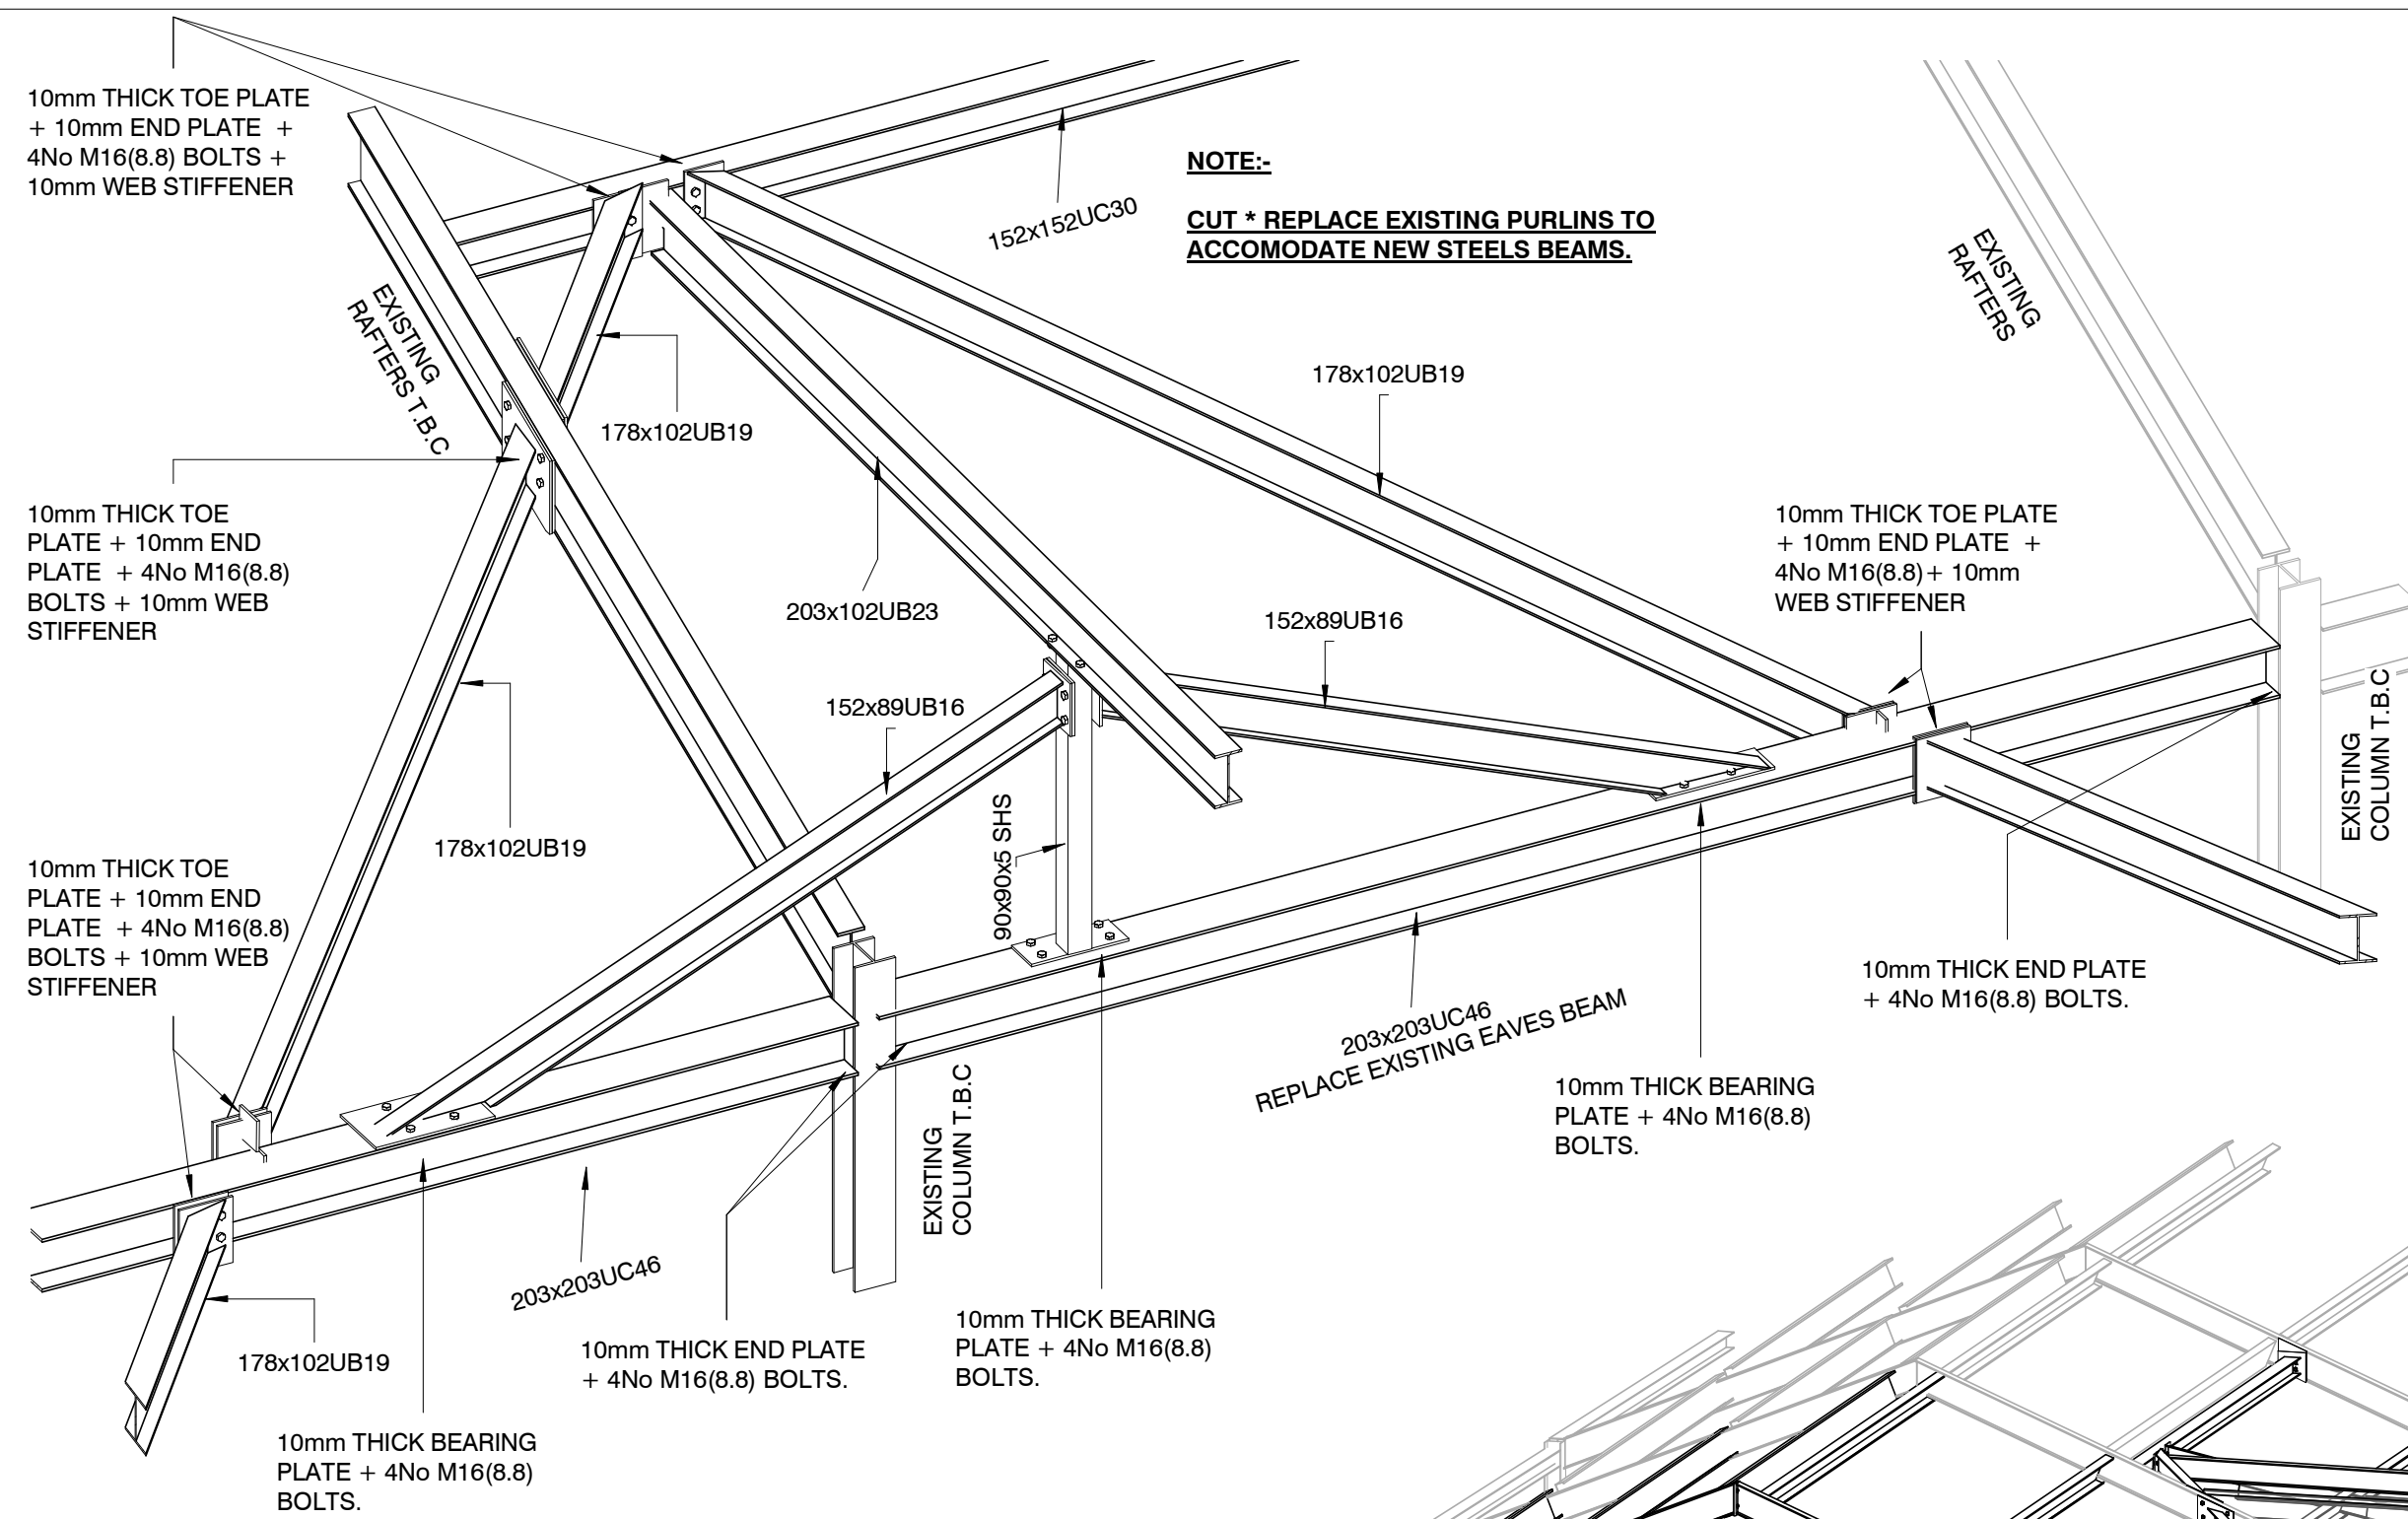 10mm THICK TOE PLATE
+ 10mm END PLATE +
4No M16(8.8) BOLTS +
10mm WEB STIFFENER
152x152UC30
NOTE:-
CUT * REPLACE EXISTING PURLINS TO
ACCOMODATE NEW STEELS BEAMS.
EXISTING
RAFTERS
EXISTING
RAFTERS T.B.C
178x102UB19
178x102UB19
10mm THICK TOE
PLATE + 10mm END
PLATE + 4No M16(8.8)
BOLTS + 10mm WEB
STIFFENER
203x102UB23
152x89UB16
10mm THICK TOE PLATE
+ 10mm END PLATE +
4No M16(8.8)+ 10mm
WEB STIFFENER
152x89UB16
178x102UB19
90x90x5 SHS
EXISTING
COLUMN T.B.C
10mm THICK TOE
PLATE + 10mm END
PLATE + 4No M16(8.8)
BOLTS + 10mm WEB
STIFFENER
10mm THICK END PLATE
+ 4No M16(8.8) BOLTS.
203x203UC46
REPLACE EXISTING EAVES BEAM
10mm THICK BEARING
PLATE + 4No M16(8.8)
BOLTS.
EXISTING
COLUMN T.B.C
203x203UC46
178x102UB19
10mm THICK END PLATE
+ 4No M16(8.8) BOLTS.
10mm THICK BEARING
PLATE + 4No M16(8.8)
BOLTS.
10mm THICK BEARING
PLATE + 4No M16(8.8)
BOLTS.